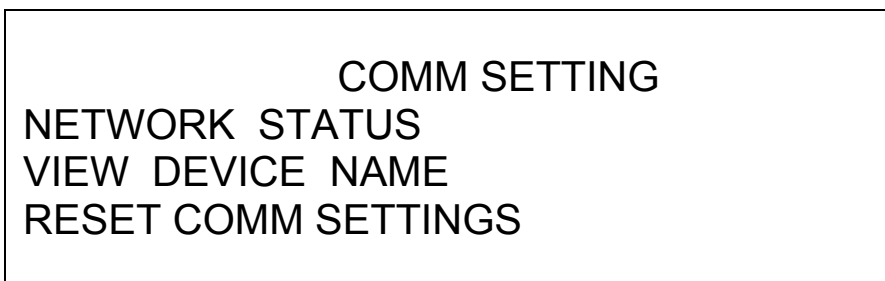 COMM SETTING
NETWORK STATUS
VIEW DEVICE NAME
RESET COMM SETTINGS